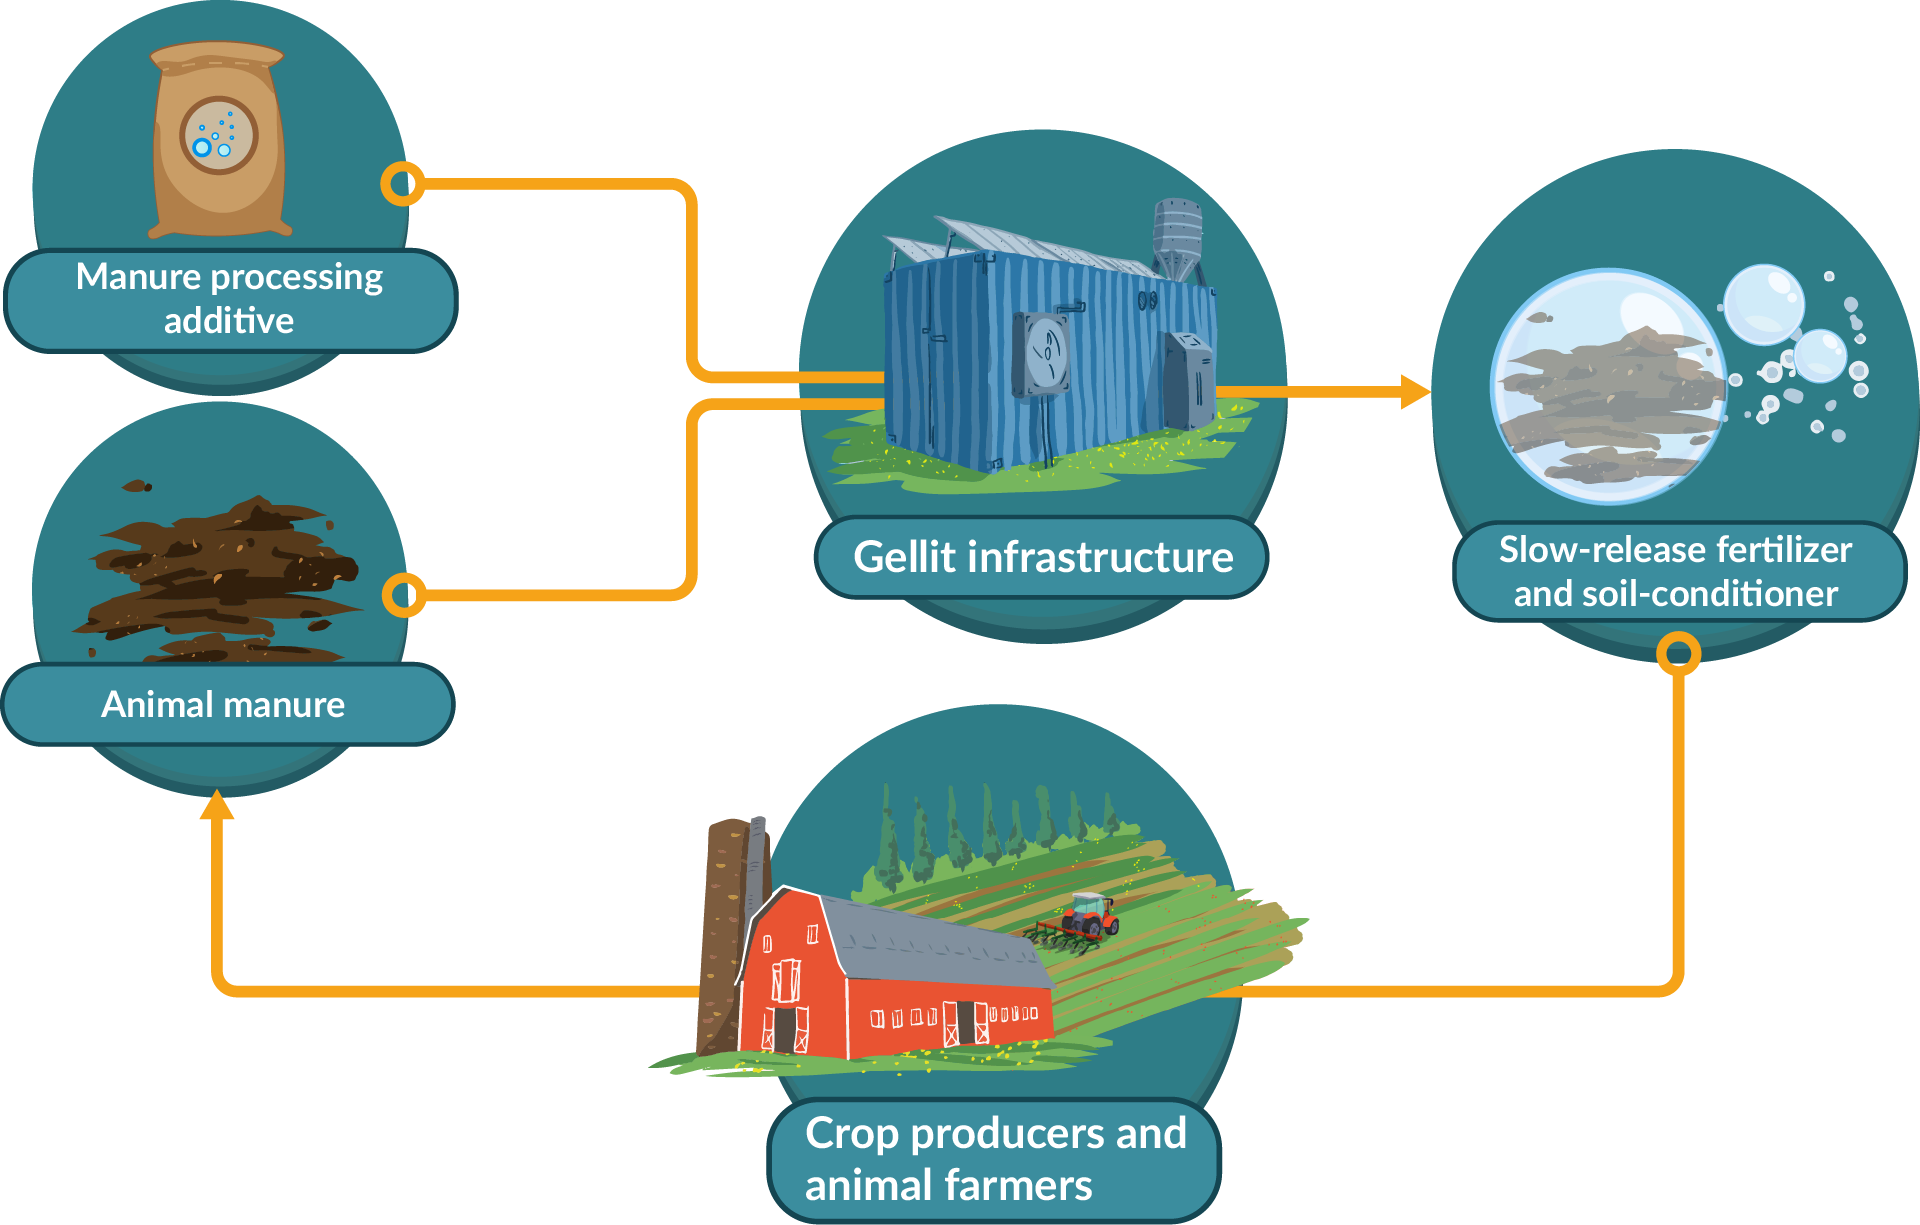 Manure processing
additive
Gellit infrastructure
Slow-release fertilizer
and soil-conditioner
Animal manure
Crop producers and
animal farmers